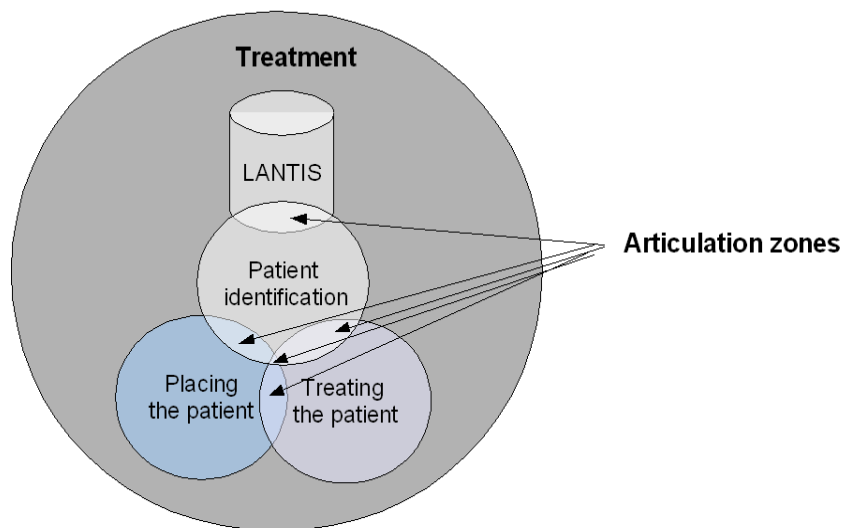 Treatment
LANTIS
Articulation zones
Patient
identification
Placing
the patient
Treating
the patient